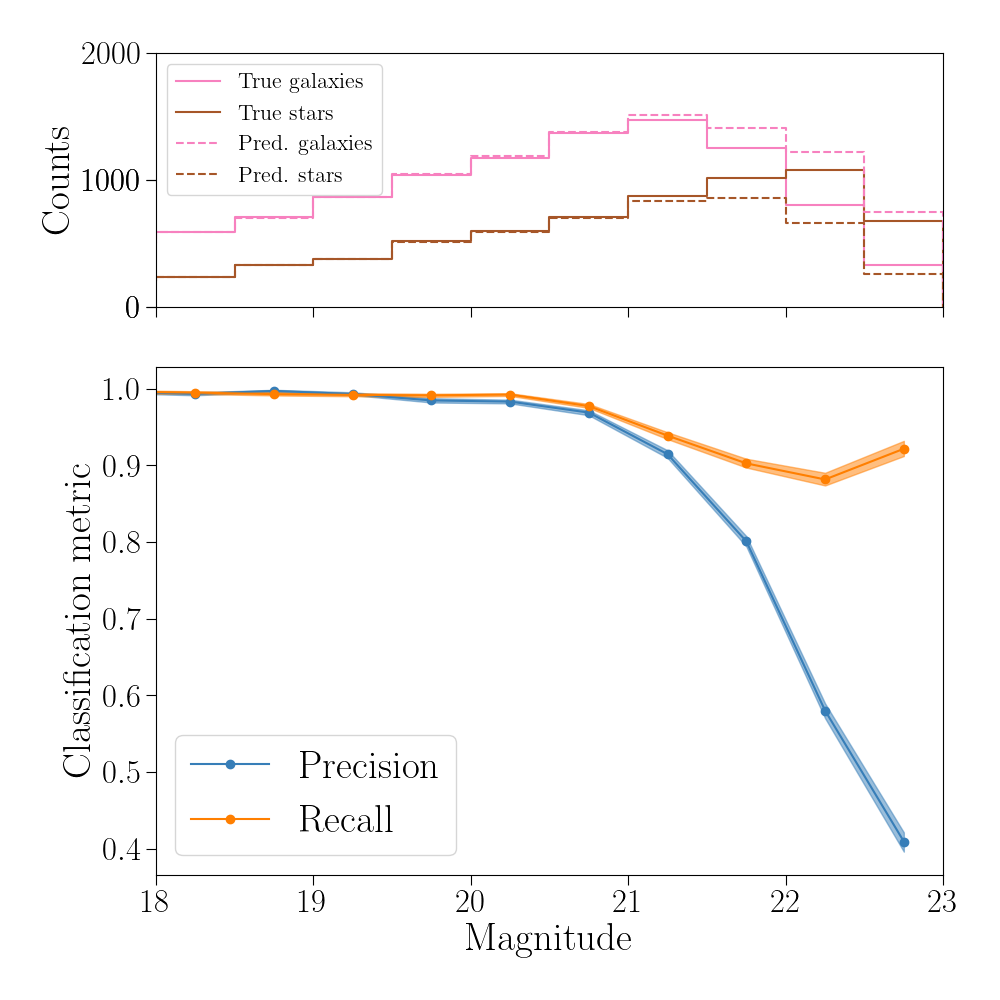 2000
1000
0
Counts
True galaxies
True stars
Pred. galaxies
Pred. stars
1.0
0.9
0.8
0.7
0.6
0.5
0.4
Classification metric
Precision
Recall
18 19 20 21 22 23
Magnitude